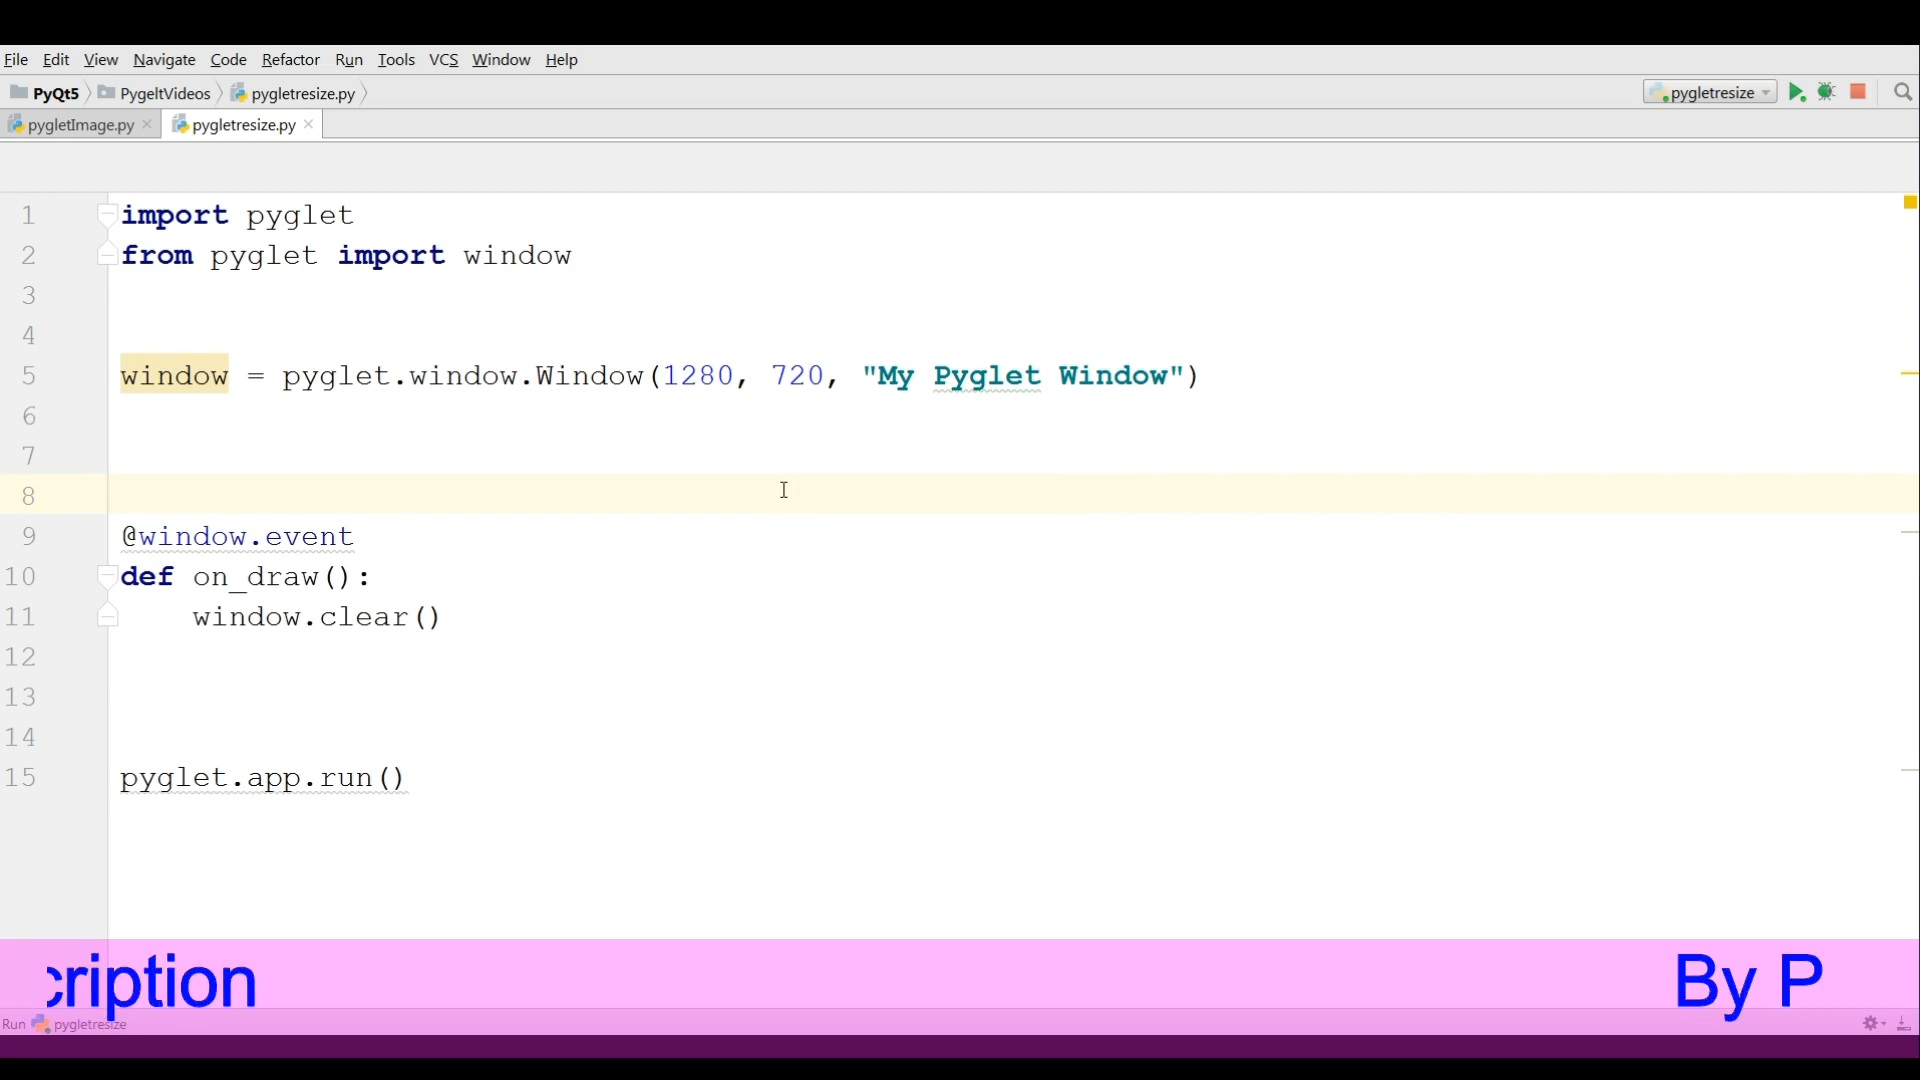 File Edit View Navigate Code Refactor Run Tools VCS Window Help
PyQt5 PygeltVideos pygletresize.py pygletresize
pygletImage.py pygletresize.py
1 import pyglet
2 from pyglet import window
3
4
5 window = pyglet.window.Window(1280, 720, "My Pyglet Window")
6
7
8
9 @window.event
10 def on_draw():
11 window.clear()
12
13
14
15 pyglet.app.run()
cription By P
Run pygletresize